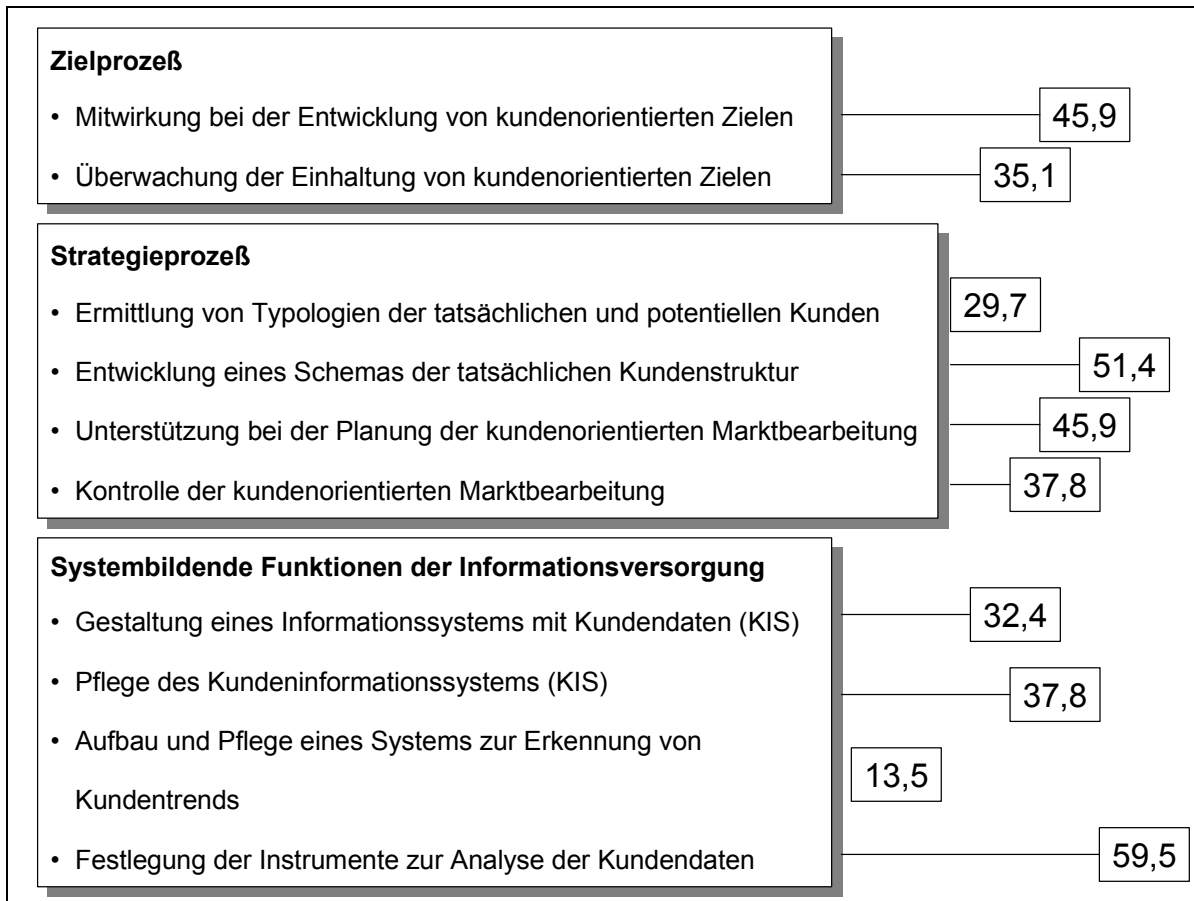 Zielprozeß
• Mitwirkung bei der Entwicklung von kundenorientierten Zielen 45,9
• Überwachung der Einhaltung von kundenorientierten Zielen 35,1
Strategieprozeß
• Ermittlung von Typologien der tatsächlichen und potentiellen Kunden 29,7
• Entwicklung eines Schemas der tatsächlichen Kundenstruktur 51,4
• Unterstützung bei der Planung der kundenorientierten Marktbearbeitung 45,9
• Kontrolle der kundenorientierten Marktbearbeitung 37,8
Systembildende Funktionen der Informationsversorgung
• Gestaltung eines Informationssystems mit Kundendaten (KIS) 32,4
• Pflege des Kundeninformationssystems (KIS) 37,8
• Aufbau und Pflege eines Systems zur Erkennung von
Kundentrends 13,5
• Festlegung der Instrumente zur Analyse der Kundendaten 59,5